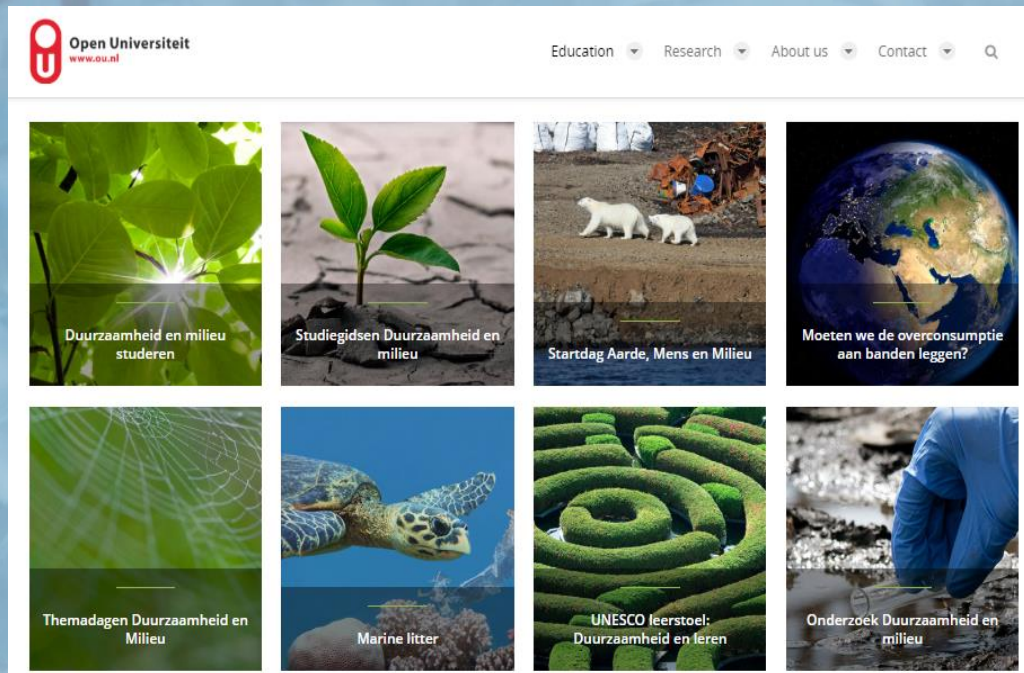 Open Universiteit
www.ou.nl
Education
Research
About us
Contact
Duurzaamheid en milieu
studeren
Studiegidsen Duurzaamheid en
milieu
Startdag Aarde, Mens en Milieu
Moeten we de overconsumptie
aan banden leggen?
Themadagen Duurzaamheid en
Milieu
Marine litter
UNESCO leerstoel:
Duurzaamheid en leren
Onderzoek Duurzaamheid en
milieu